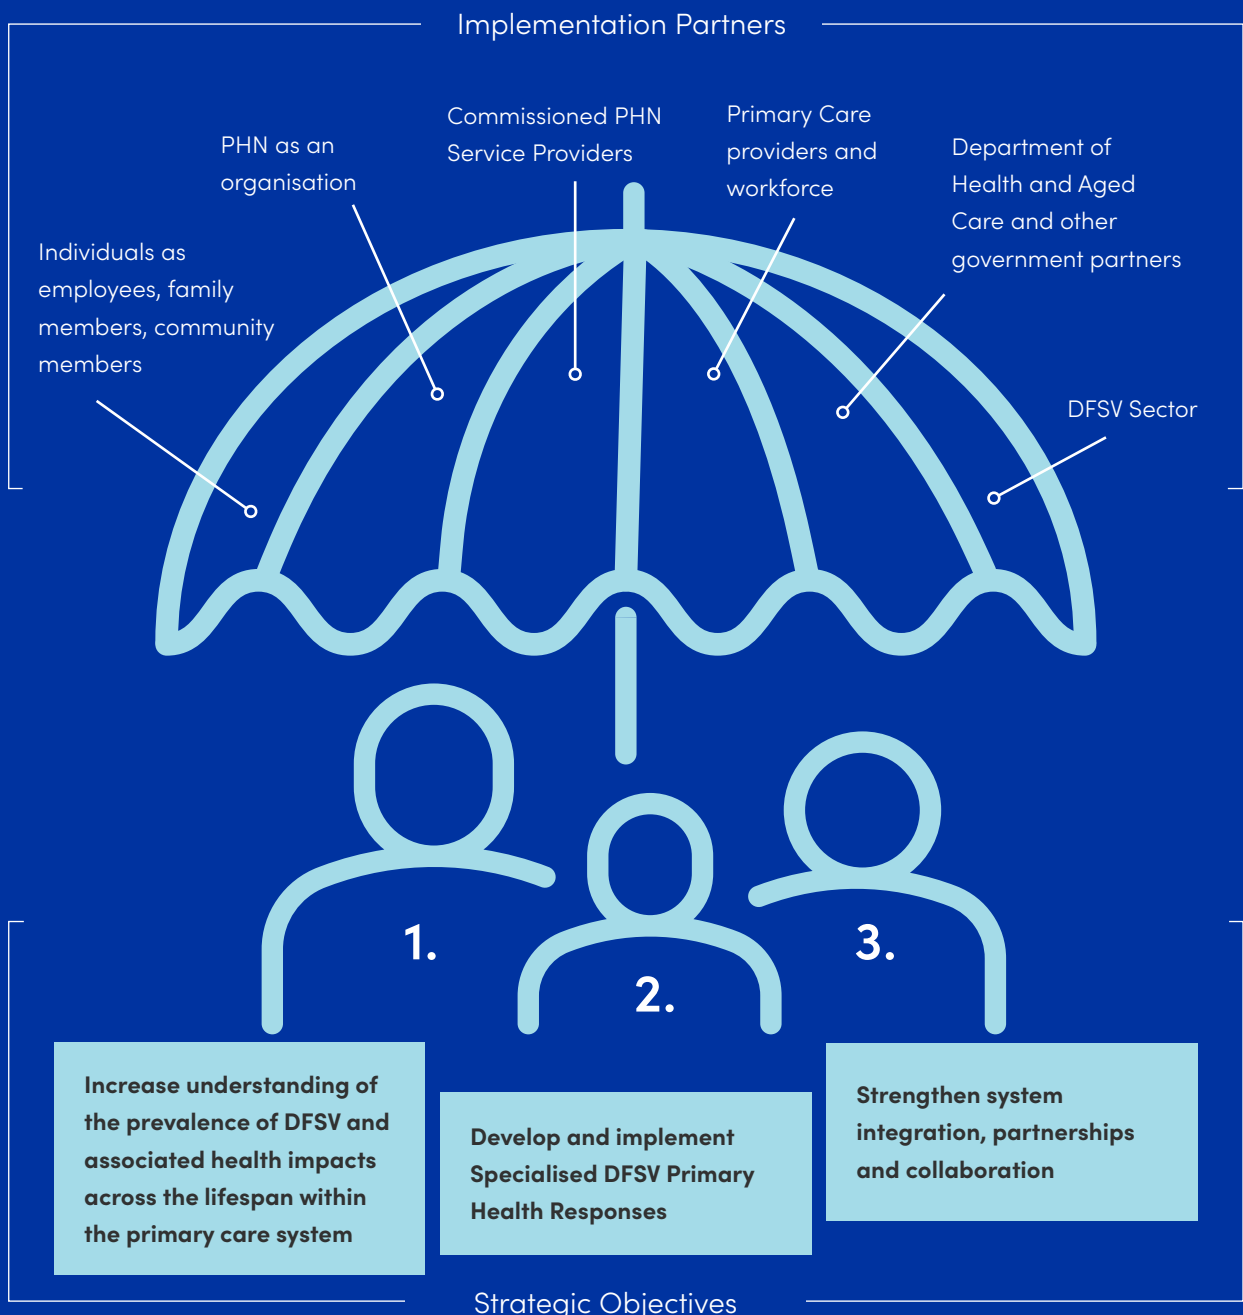 Implementation Partners
Individuals as
employees, family
members, community
members
PHN as an
organisation
Commissioned PHN
Service Providers
Primary Care
providers and
workforce
Department of
Health and Aged
Care and other
government partners
DFSV Sector
1.
Increase understanding of
the prevalence of DFSV and
associated health impacts
across the lifespan within
the primary care system
2.
Develop and implement
Specialised DFSV Primary
Health Responses
3.
Strengthen system
integration, partnerships
and collaboration
Strategic Objectives